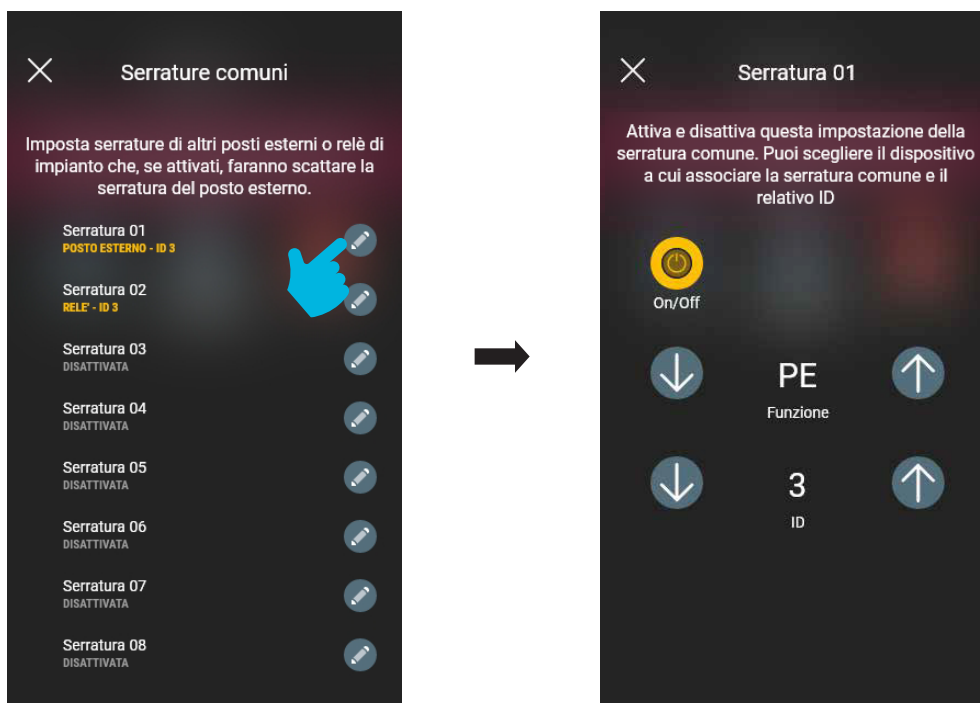 Serrature comuni
Imposta serrature di altri posti esterni o relè di
impianto che, se attivati, faranno scattare la
serratura del posto esterno.
Serratura 01
POSTO ESTERNO - ID 3
Serratura 02
RELE' - ID 3
Serratura 03
DISATTIVATA
Serratura 04
DISATTIVATA
Serratura 05
DISATTIVATA
Serratura 06
DISATTIVATA
Serratura 07
DISATTIVATA
Serratura 08
DISATTIVATA
Serratura 01
Attiva e disattiva questa impostazione della
serratura comune. Puoi scegliere il dispositivo
a cui associare la serratura comune e il
relativo ID
On/Off
PE
Funzione
3
ID